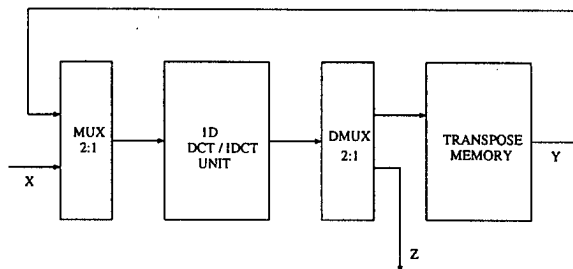 MUX
2:1
1D
DCT / IDCT
UNIT
DMUX
2:1
TRANSPOSE
MEMORY
X
Y
Z